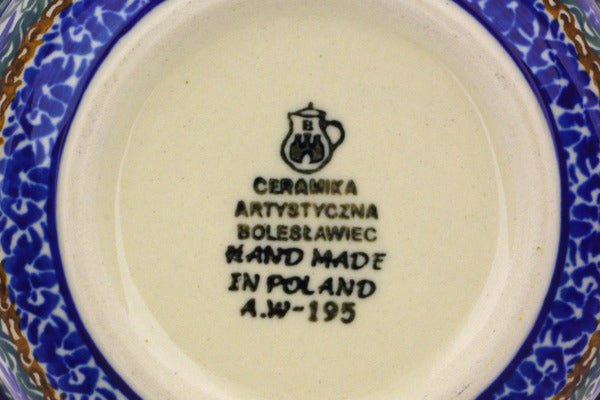 B
CERAMIKA
ARTYSTYCZNA
BOLESŁAWIEC
HAND MADE
IN POLAND
A.W-195